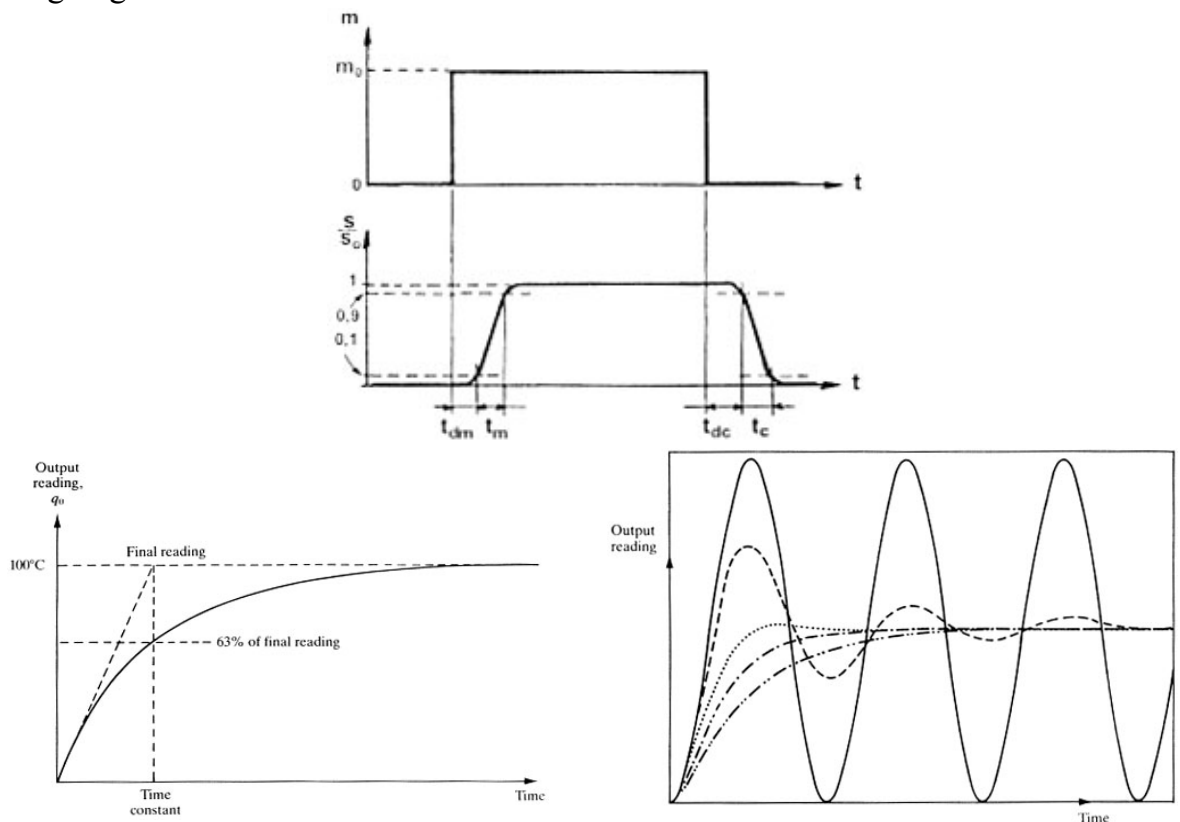 m
m₀
0
t
s
s₀
1
0,9
0,1
t
t_dm t_m t_dc t_c
Output
reading,
q₀
Final reading
100°C
63% of final reading
Time
constant
Time
Output
reading
Time